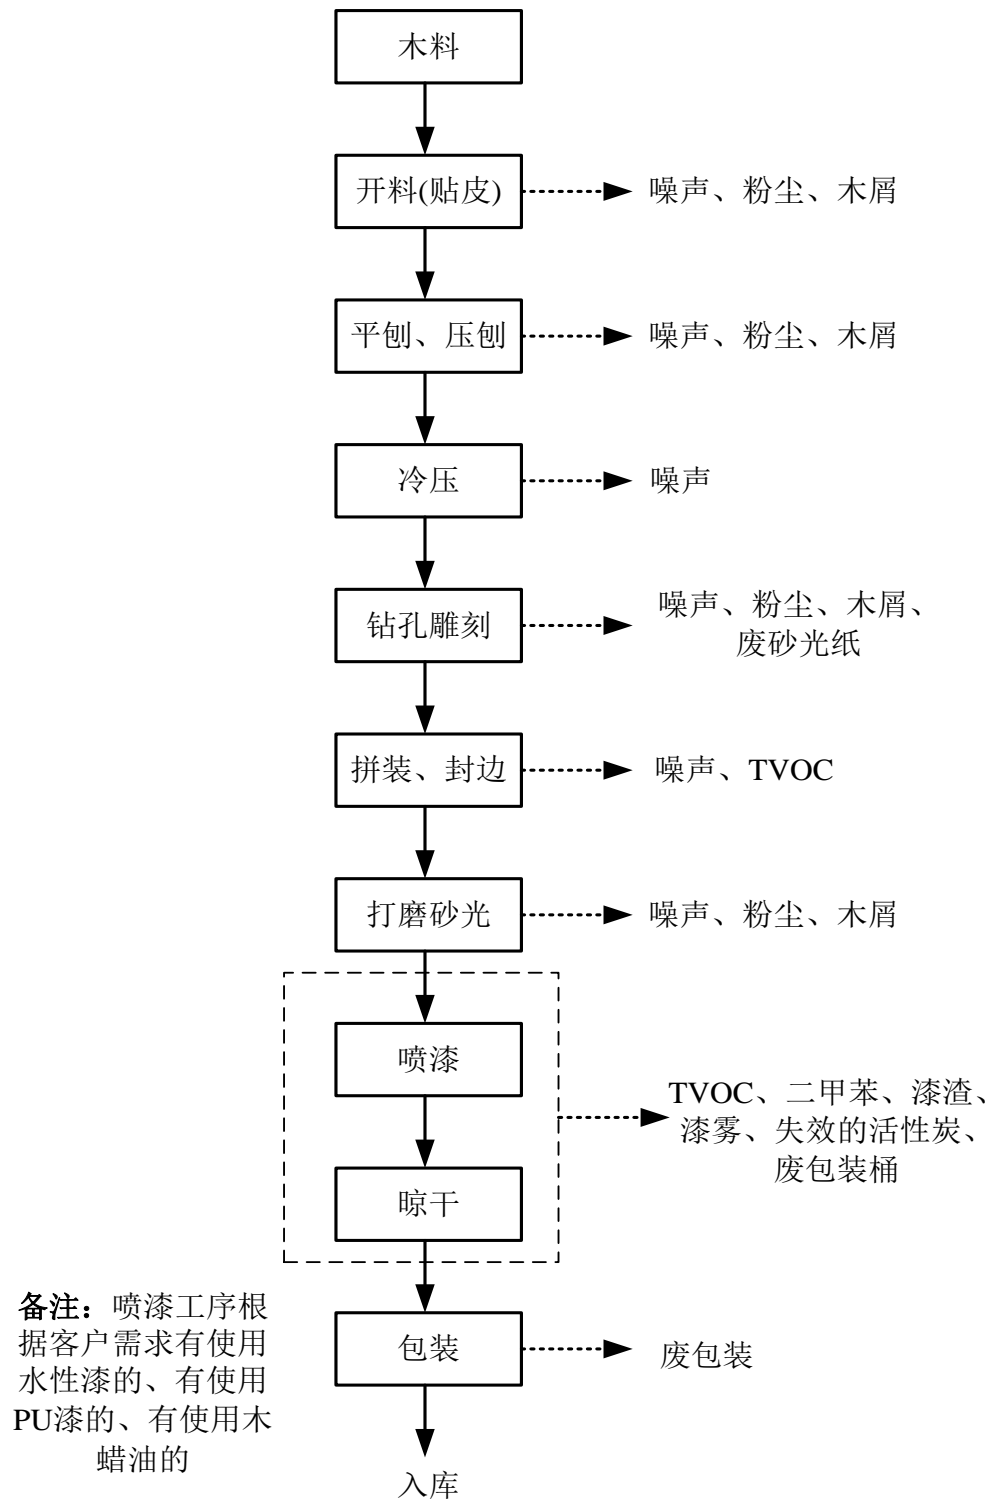 木料
开料(贴皮)
噪声、粉尘、木屑
平刨、压刨
噪声、粉尘、木屑
冷压
噪声
钻孔雕刻
噪声、粉尘、木屑、
废砂光纸
拼装、封边
噪声、TVOC
打磨砂光
噪声、粉尘、木屑
喷漆
晾干
TVOC、二甲苯、漆渣、
漆雾、失效的活性炭、
废包装桶
包装
废包装
入库
备注：喷漆工序根
据客户需求有使用
水性漆的、有使用
PU漆的、有使用木
蜡油的